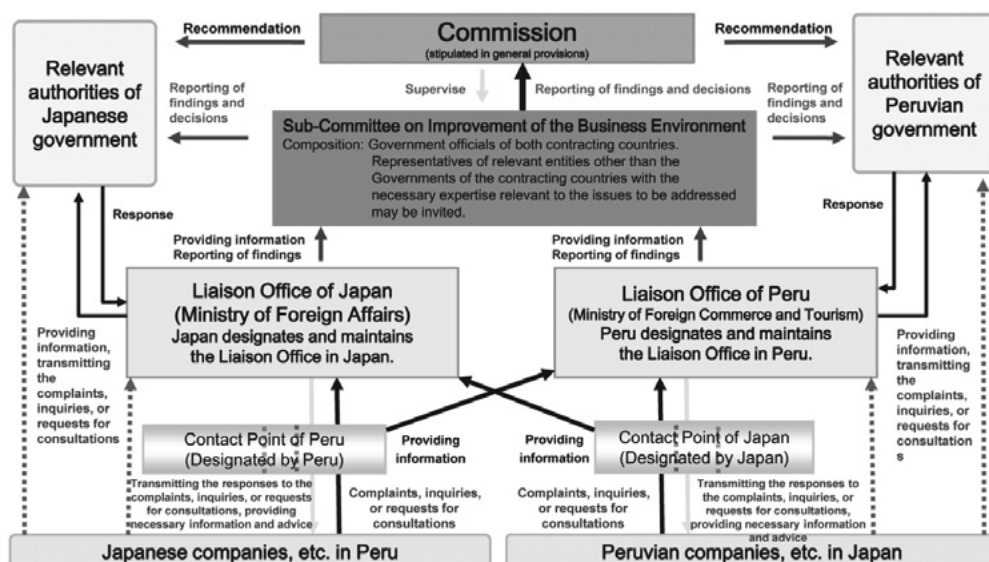 Commission
(stipulated in general provisions)
Recommendation
Recommendation
Relevant
authorities of
Japanese
government
Relevant
authorities of
Peruvian
government
Reporting of
findings and
decisions
Supervise
Reporting of findings and decisions
Reporting of
findings and
decisions
Sub-Committee on Improvement of the Business Environment
Composition: Government officials of both contracting countries.
Representatives of relevant entities other than the
Governments of the contracting countries with the
necessary expertise relevant to the issues to be addressed
may be invited.
Response
Response
Providing information
Reporting of findings
Providing information
Reporting of findings
Liaison Office of Japan
(Ministry of Foreign Affairs)
Japan designates and maintains
the Liaison Office in Japan.
Liaison Office of Peru
(Ministry of Foreign Commerce and Tourism)
Peru designates and maintains
the Liaison Office in Peru.
Providing
information,
transmitting
the
complaints,
inquiries, or
requests for
consultations
Providing
information,
transmitting
the
complaints,
inquiries, or
requests for
consultation
s
Contact Point of Peru
(Designated by Peru)
Providing
information
Providing
information
Contact Point of Japan
(Designated by Japan)
Transmitting the responses to the
complaints, inquiries, or requests
for consultations, providing
necessary information and advice
Complaints, inquiries,
or requests for
consultations
Complaints, inquiries,
or requests for
consultations
Transmitting the responses to
the complaints, inquiries, or
requests for consultations,
providing necessary information
and advice
Japanese companies, etc. in Peru
Peruvian companies, etc. in Japan